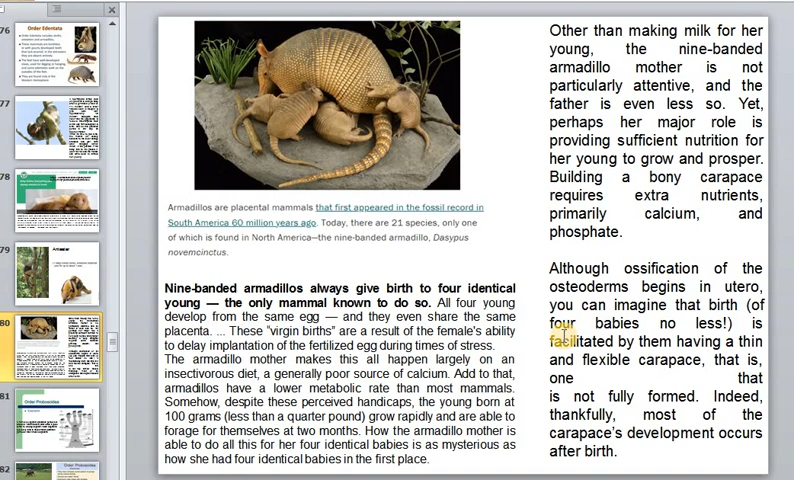 76
Order Edentata
77
78
79
Anteater
80
81
Order Pholidota
82
Order Proboscidea
Armadillos are placental mammals that first appeared in the fossil record in
South America 60 million years ago. Today, there are 21 species, only one
of which is found in North America—the nine-banded armadillo, Dasypus
novemcinctus.
Nine-banded armadillos always give birth to four identical
young — the only mammal known to do so. All four young
develop from the same egg — and they even share the same
placenta. ... These “virgin births” are a result of the female's ability
to delay implantation of the fertilized egg during times of stress.
The armadillo mother makes this all happen largely on an
insectivorous diet, a generally poor source of calcium. Add to that,
armadillos have a lower metabolic rate than most mammals.
Somehow, despite these perceived handicaps, the young born at
100 grams (less than a quarter pound) grow rapidly and are able to
forage for themselves at two months. How the armadillo mother is
able to do all this for her four identical babies is as mysterious as
how she had four identical babies in the first place.
Other than making milk for her
young, the nine-banded
armadillo mother is not
particularly attentive, and the
father is even less so. Yet,
perhaps her major role is
providing sufficient nutrition for
her young to grow and prosper.
Building a bony carapace
requires extra nutrients,
primarily calcium, and
phosphate.
Although ossification of the
osteoderms begins in utero,
you can imagine that birth (of
four babies no less!) is
facilitated by them having a thin
and flexible carapace, that is,
one that
is not fully formed. Indeed,
thankfully, most of the
carapace's development occurs
after birth.